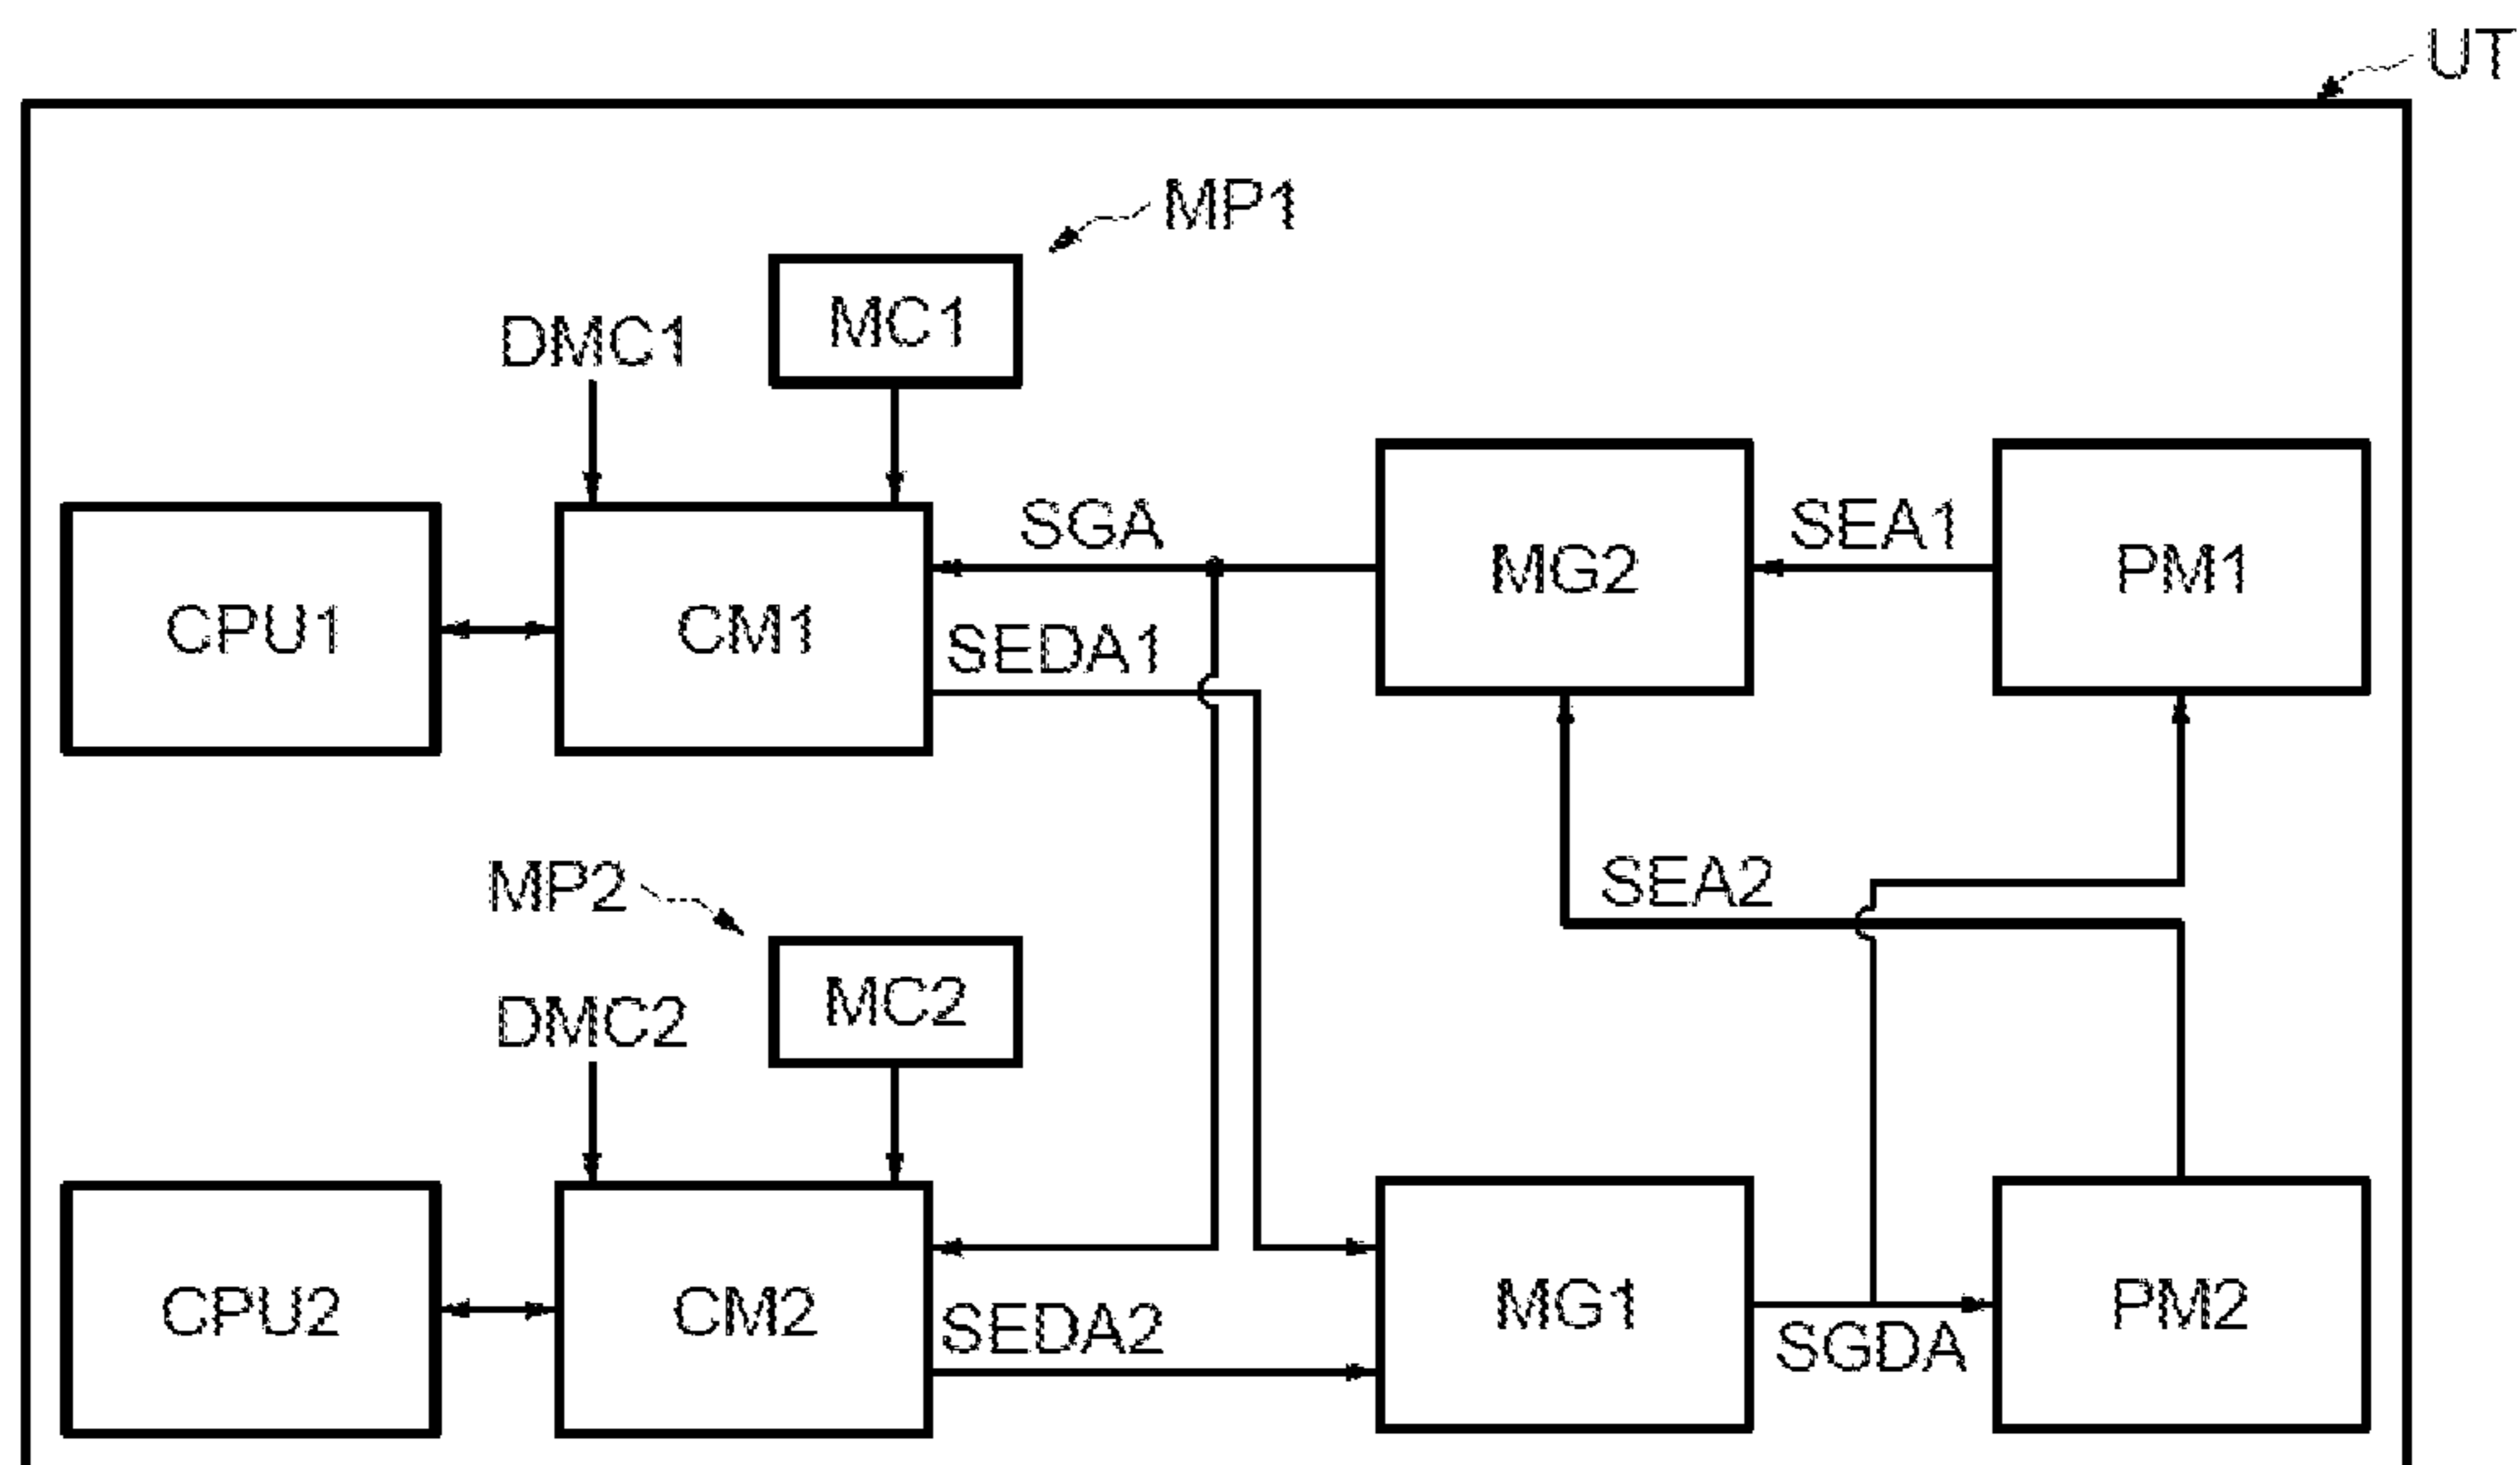 UT
MP1
MC1
DMC1
SGA
SEA1
MG2
PM1
CPU1
CM1
SEDA1
MP2
SEA2
MC2
DMC2
CPU2
CM2
SEDA2
MG1
SGDA
PM2